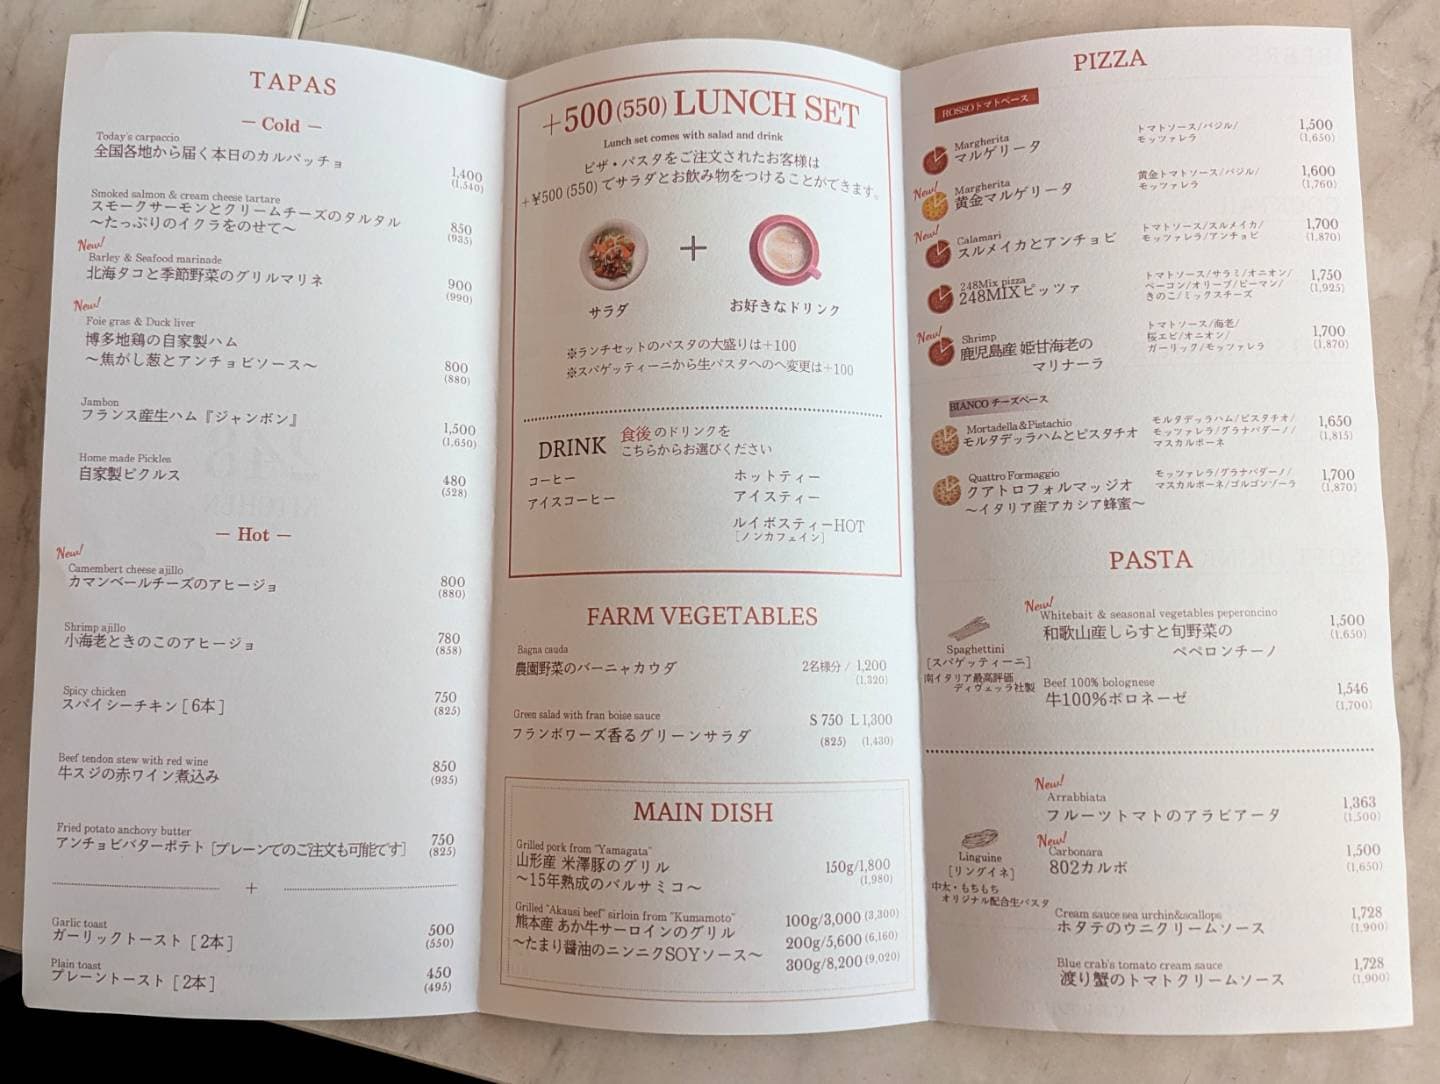 TAPAS
— Cold —
Today's carpaccio
全国各地から届く本日のカルパッチョ
1,400
(1,540)
Smoked salmon & cream cheese tartare
スモークサーモンとクリームチーズのタルタル
〜たっぷりのイクラをのせて〜
850
(935)
New!
Barley & Seafood marinade
北海タコと季節野菜のグリルマリネ
900
(990)
New!
Foie gras & Duck liver
博多地鶏の自家製ハム
〜焦がし葱とアンチョビソース〜
800
(880)
Jambon
フランス産生ハム『ジャンボン』
1,500
(1,650)
Home made Pickles
自家製ピクルス
480
(528)
— Hot —
New!
Camembert cheese ajillo
カマンベールチーズのアヒージョ
800
(880)
Shrimp ajillo
小海老ときのこのアヒージョ
780
(858)
Spicy chicken
スパイシーチキン [ 6本 ]
750
(825)
Beef tendon stew with red wine
牛スジの赤ワイン煮込み
850
(935)
Fried potato anchovy butter
アンチョビバターポテト [プレーンでのご注文も可能です]
750
(825)
+
Garlic toast
ガーリックトースト [ 2本 ]
500
(550)
Plain toast
プレーントースト [ 2本 ]
450
(495)
+500 (550) LUNCH SET
Lunch set comes with salad and drink
ピザ・パスタをご注文されたお客様は
+¥500 (550) でサラダとお飲み物をつけることができます。
+
サラダ
お好きなドリンク
※ランチセットのパスタの大盛りは+100
※スパゲッティーニから生パスタへのへ変更は+100
DRINK
食後のドリンクを
こちらからお選びください
コーヒー
アイスコーヒー
ホットティー
アイスティー
ルイボスティーHOT
[ノンカフェイン]
FARM VEGETABLES
Bagna cauda
農園野菜のバーニャカウダ
2名様分 / 1,200
(1,320)
Green salad with fran boise sauce
フランボワーズ香るグリーンサラダ
S 750 L 1,300
(825) (1,430)
MAIN DISH
Grilled pork from "Yamagata"
山形産 米澤豚のグリル
〜15年熟成のバルサミコ〜
150g/1,800
(1,980)
Grilled "Akausi beef" sirloin from "Kumamoto"
熊本産 あか牛サーロインのグリル
〜たまり醤油のニンニクSOYソース〜
100g/3,000 (3,300)
200g/5,600 (6,160)
300g/8,200 (9,020)
PIZZA
ROSSO トマトベース
Margherita
マルゲリータ
トマトソース/バジル/
モッツァレラ
1,500
(1,650)
New!
Margherita
黄金マルゲリータ
黄金トマトソース/バジル/
モッツァレラ
1,600
(1,760)
New!
Calamari
スルメイカとアンチョビ
トマトソース/スルメイカ/
モッツァレラ/アンチョビ
1,700
(1,870)
248Mix pizza
248MIXピッツァ
トマトソース/サラミ/オニオン/
ベーコン/オリーブ/ピーマン/
きのこ/ミックスチーズ
1,750
(1,925)
New!
Shrimp
鹿児島産 姫甘海老の
マリナーラ
トマトソース/海老/
桜エビ/オニオン/
ガーリック/モッツァレラ
1,700
(1,870)
BIANCO チーズベース
Mortadella&Pistachio
モルタデッラハムとピスタチオ
モルタデッラハム/ピスタチオ/
モッツァレラ/グラナパダーノ/
マスカルポーネ
1,650
(1,815)
Quattro Formaggio
クアトロフォルマッジオ
〜イタリア産アカシア蜂蜜〜
モッツァレラ/グラナパダーノ/
マスカルポーネ/ゴルゴンゾーラ
1,700
(1,870)
PASTA
Spaghettini
[スパゲッティーニ]
南イタリア最高評価
ディヴェッラ社製
New!
Whitebait & seasonal vegetables peperoncino
和歌山産しらすと旬野菜の
ペペロンチーノ
1,500
(1,650)
Beef 100% bolognese
牛100%ボロネーゼ
1,546
(1,700)
Linguine
[リングイネ]
中太・もちもち
オリジナル配合生パスタ
New!
Arrabbiata
フルーツトマトのアラビアータ
1,363
(1,500)
New!
Carbonara
802カルボ
1,500
(1,650)
Cream sauce sea urchin&scallops
ホタテのウニクリームソース
1,728
(1,900)
Blue crab's tomato cream sauce
渡り蟹のトマトクリームソース
1,728
(1,900)